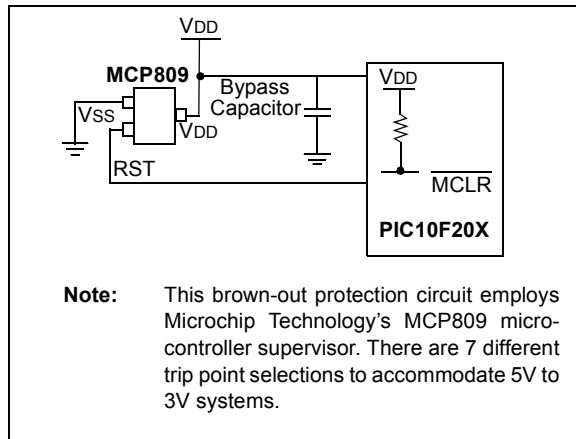 VDD
MCP809
Bypass
Capacitor
VDD
VSS
VDD
RST
MCLR
PIC10F20X
Note: This brown-out protection circuit employs
Microchip Technology's MCP809 micro-
controller supervisor. There are 7 different
trip point selections to accommodate 5V to
3V systems.